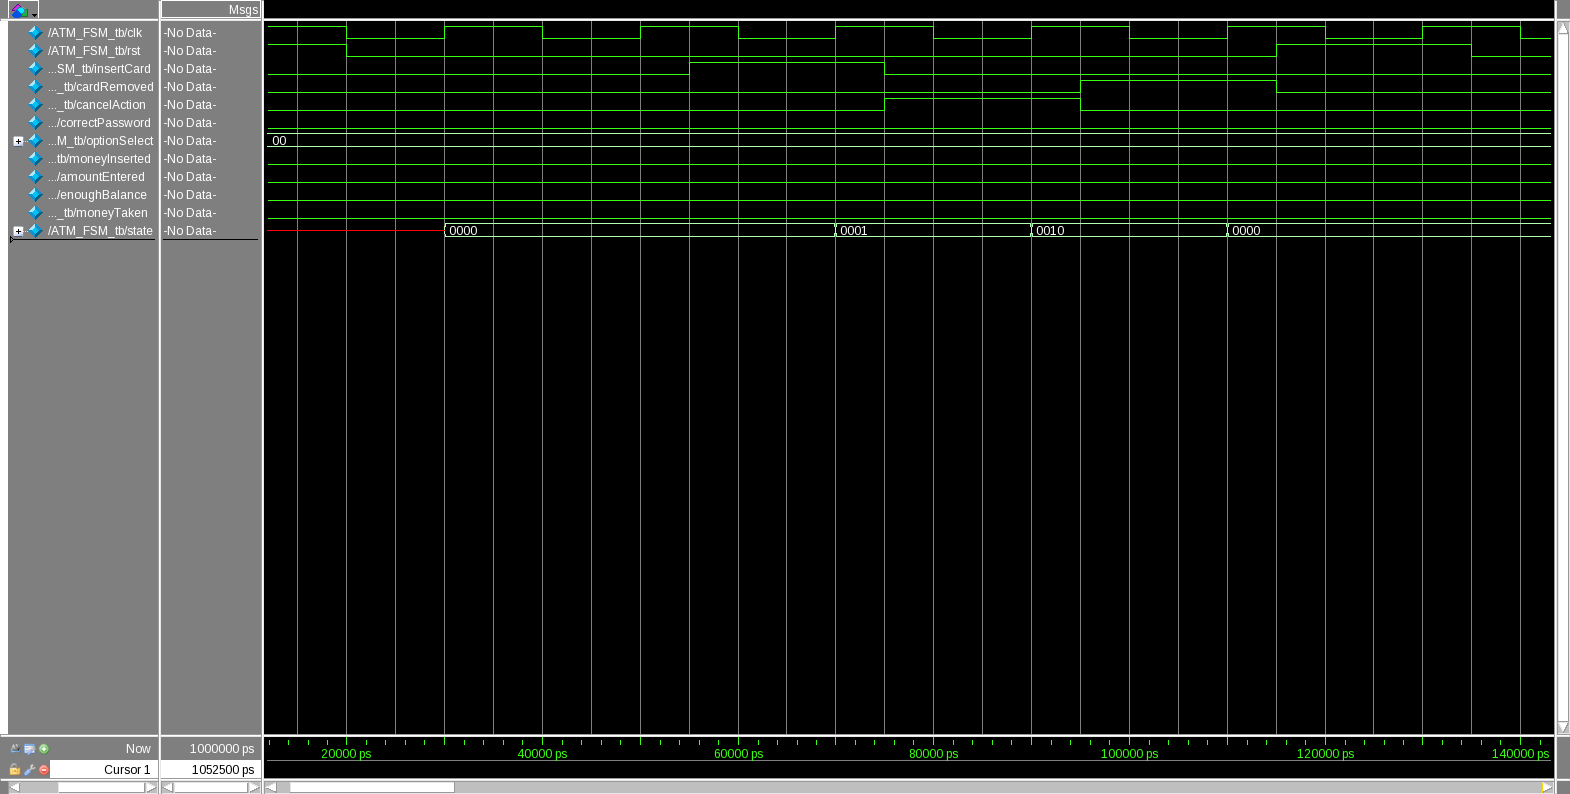 Msgs
/ATM_FSM_tb/clk -No Data-
/ATM_FSM_tb/rst -No Data-
...SM_tb/insertCard -No Data-
..._tb/cardRemoved -No Data-
..._tb/cancelAction -No Data-
.../correctPassword -No Data-
...M_tb/optionSelect -No Data- 00
...tb/moneyInserted -No Data-
.../amountEntered -No Data-
.../enoughBalance -No Data-
..._tb/moneyTaken -No Data-
/ATM_FSM_tb/state -No Data- 0000 0001 0010 0000
Now 1000000 ps
20000 ps 40000 ps 60000 ps 80000 ps 100000 ps 120000 ps 140000 ps
Cursor 1 1052500 ps